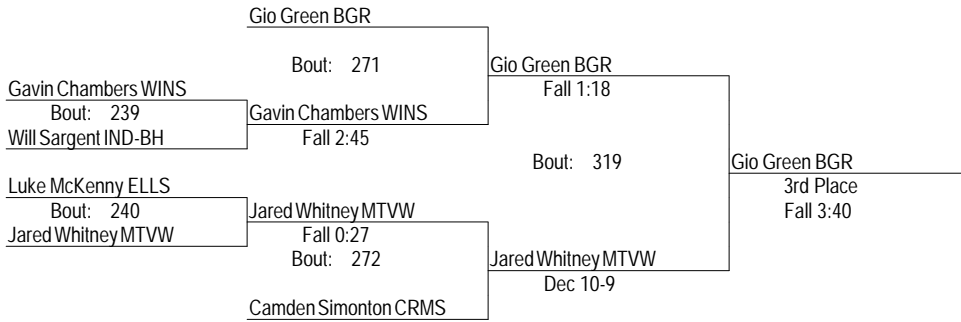 Gio Green BGR
Bout: 271
Gio Green BGR
Fall 1:18
Gavin Chambers WINS
Bout: 239
Gavin Chambers WINS
Will Sargent IND-BH
Fall 2:45
Bout: 319
Gio Green BGR
3rd Place
Fall 3:40
Luke McKenny ELLS
Bout: 240
Jared Whitney MTVW
Jared Whitney MTVW
Fall 0:27
Bout: 272
Jared Whitney MTVW
Dec 10-9
Camden Simonton CRMS